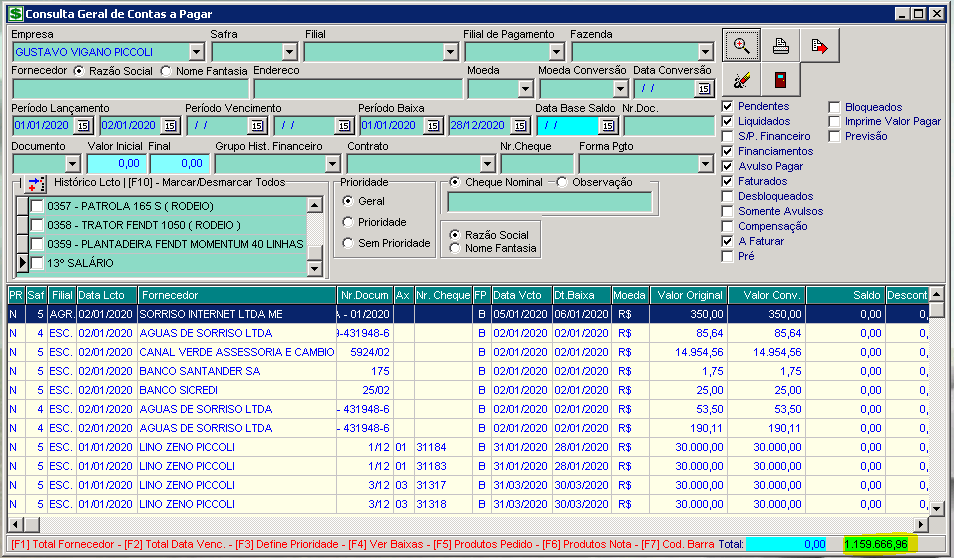 Consulta Geral de Contas a Pagar
Empresa Safra Filial Filial de Pagamento Fazenda
GUSTAVO VIGANO PICCOLI
Fornecedor Razão Social Nome Fantasia Endereco Moeda Moeda Conversão Data Conversão
/ /
Período Lançamento Período Vencimento Período Baixa Data Base Saldo Nr.Doc.
01/01/2020 02/01/2020 / / / / 01/01/2020 28/12/2020 / /
Documento Valor Inicial Final Grupo Hist. Financeiro Contrato Nr.Cheque Forma Pgto
0,00 0,00
Histórico Lcto | [F10] - Marcar/Desmarcar Todos
0357 - PATROLA 165 S ( RODEIO)
0358 - TRATOR FENDT 1050 ( RODEIO )
0359 - PLANTADEIRA FENDT MOMENTUM 40 LINHAS
13º SALÁRIO
Prioridade
Geral
Prioridade
Sem Prioridade
Cheque Nominal Observação
Razão Social
Nome Fantasia
Pendentes
Liquidados
S/P. Financeiro
Financiamentos
Avulso Pagar
Faturados
Desbloqueados
Somente Avulsos
Compensação
A Faturar
Pré
Bloqueados
Imprime Valor Pagar
Previsão
PR Saf Filial Data Lcto Fornecedor Nr.Docum Ax Nr. Cheque FP Data Vcto Dt.Baixa Moeda Valor Original Valor Conv. Saldo Descont
N 5 AGR. 02/01/2020 SORRISO INTERNET LTDA ME - 01/2020 B 05/01/2020 06/01/2020 R$ 350,00 350,00 0,00 0,
N 4 ESC. 02/01/2020 AGUAS DE SORRISO LTDA -431948-6 B 02/01/2020 02/01/2020 R$ 85,64 85,64 0,00 0,
N 5 ESC. 02/01/2020 CANAL VERDE ASSESSORIA E CAMBIO 5924/02 B 02/01/2020 02/01/2020 R$ 14.954,56 14.954,56 0,00 0,
N 5 ESC. 02/01/2020 BANCO SANTANDER SA 175 B 02/01/2020 02/01/2020 R$ 1,75 1,75 0,00 0,
N 5 ESC. 02/01/2020 BANCO SICREDI 25/02 B 02/01/2020 02/01/2020 R$ 25,00 25,00 0,00 0,
N 4 ESC. 02/01/2020 AGUAS DE SORRISO LTDA - 431948-6 B 02/01/2020 02/01/2020 R$ 53,50 53,50 0,00 0,
N 4 ESC. 02/01/2020 AGUAS DE SORRISO LTDA - 431948-6 B 02/01/2020 02/01/2020 R$ 190,11 190,11 0,00 0,
N 5 ESC. 01/01/2020 LINO ZENO PICCOLI 1/12 01 31184 B 31/01/2020 28/01/2020 R$ 30.000,00 30.000,00 0,00 0,
N 5 ESC. 01/01/2020 LINO ZENO PICCOLI 1/12 01 31183 B 31/01/2020 28/01/2020 R$ 30.000,00 30.000,00 0,00 0,
N 5 ESC. 01/01/2020 LINO ZENO PICCOLI 3/12 03 31317 B 31/03/2020 30/03/2020 R$ 30.000,00 30.000,00 0,00 0,
N 5 ESC. 01/01/2020 LINO ZENO PICCOLI 3/12 03 31318 B 31/03/2020 30/03/2020 R$ 30.000,00 30.000,00 0,00 0,
[F1] Total Fornecedor - [F2] Total Data Venc. - [F3] Define Prioridade - [F4] Ver Baixas - [F5] Produtos Pedido - [F6] Produtos Nota - [F7] Cod. Barra Total: 0,00 1.159.666,96